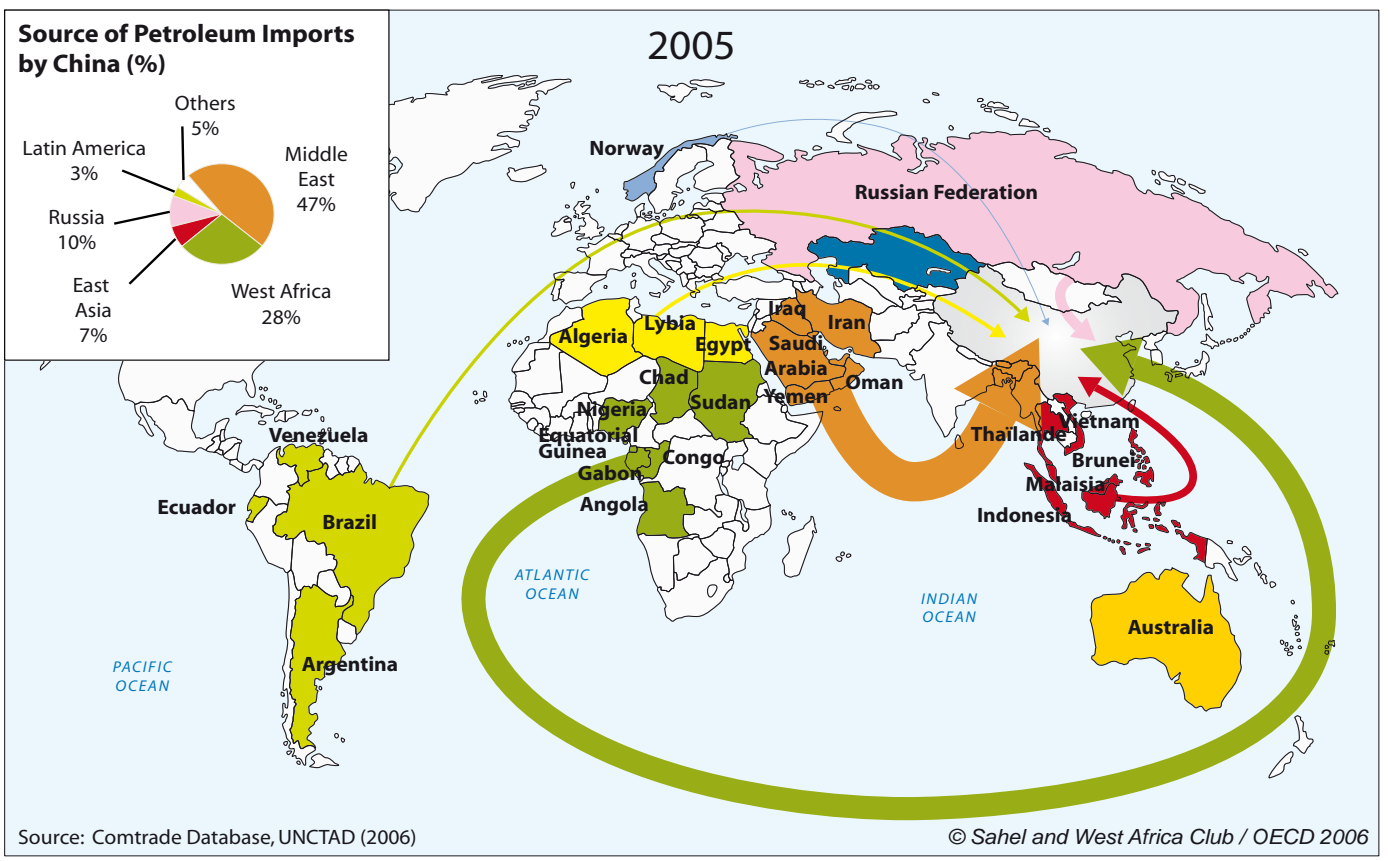 Source of Petroleum Imports
by China (%)
2005
Others
5%
Latin America
3%
Middle
East
47%
Russia
10%
East
Asia
7%
West Africa
28%
Norway
Russian Federation
Algeria
Lybia
Egypt
Iraq
Iran
Saudi
Arabia
Oman
Yemen
Chad
Sudan
Nigeria
Equatorial
Guinea
Gabon
Congo
Angola
Venezuela
Ecuador
Brazil
Argentina
Thaïlande
Vietnam
Brunei
Malaisia
Indonesia
Australia
ATLANTIC
OCEAN
INDIAN
OCEAN
PACIFIC
OCEAN
Source: Comtrade Database, UNCTAD (2006)
© Sahel and West Africa Club / OECD 2006